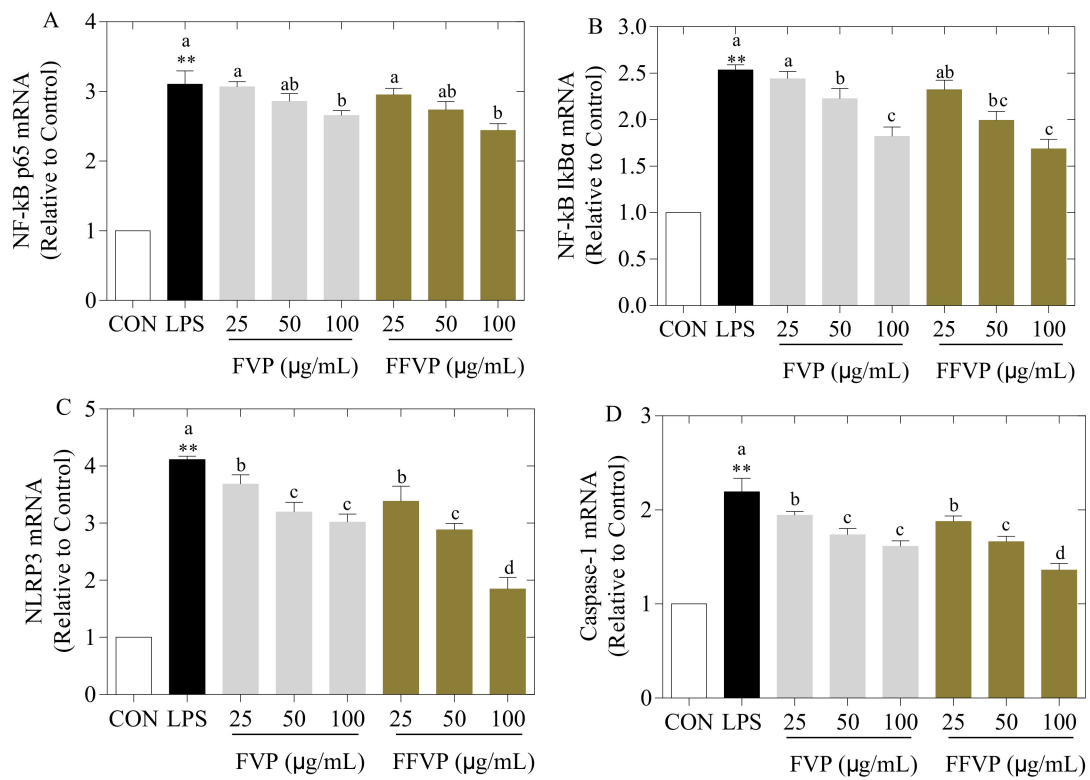 A
NF-kB p65 mRNA
(Relative to Control)
4
3
2
1
0
a
**
a
ab
b
a
ab
b
CON LPS 25 50 100 25 50 100
FVP (μg/mL) FFVP (μg/mL)
B
NF-kB IkBα mRNA
(Relative to Control)
3.0
2.5
2.0
1.5
1.0
0.5
0.0
a
**
a
b
c
ab
bc
c
CON LPS 25 50 100 25 50 100
FVP (μg/mL) FFVP (μg/mL)
C
NLRP3 mRNA
(Relative to Control)
5
4
3
2
1
0
a
**
b
c
c
b
c
d
CON LPS 25 50 100 25 50 100
FVP (μg/mL) FFVP (μg/mL)
D
Caspase-1 mRNA
(Relative to Control)
3
2
1
0
a
**
b
c
c
b
c
d
CON LPS 25 50 100 25 50 100
FVP (μg/mL) FFVP (μg/mL)